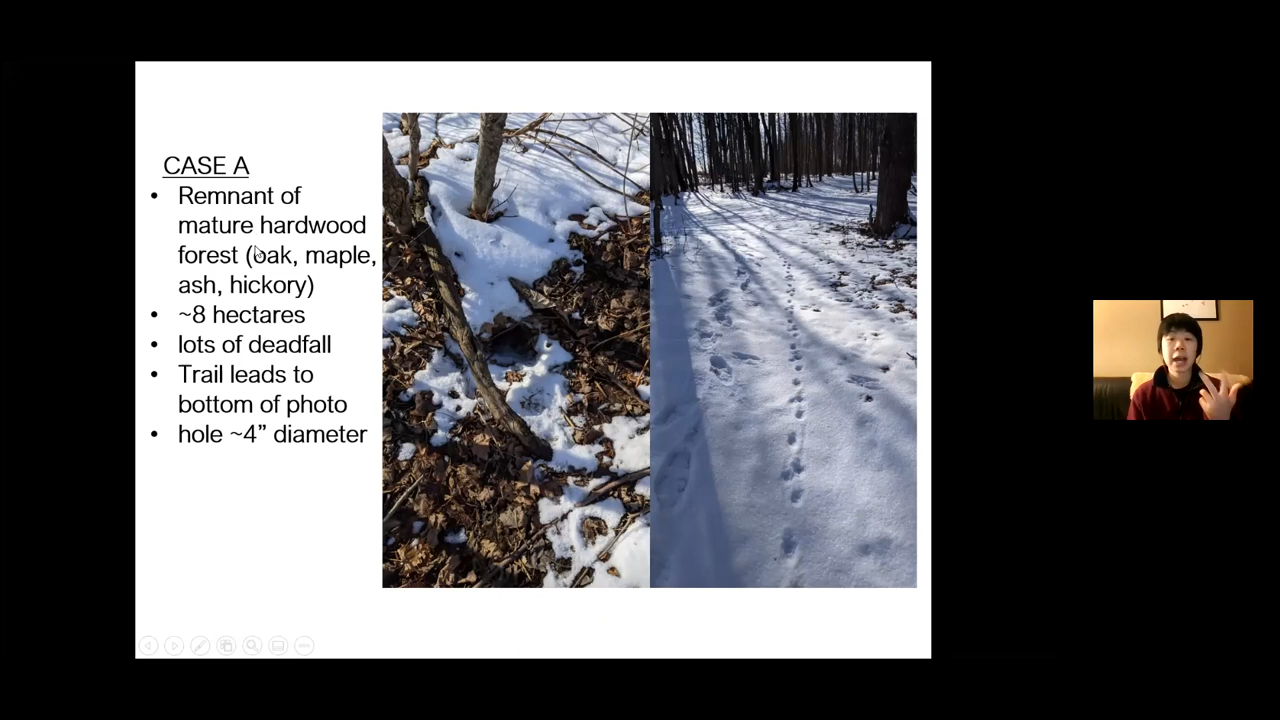 CASE A
• Remnant of
mature hardwood
forest (oak, maple,
ash, hickory)
• ~8 hectares
• lots of deadfall
• Trail leads to
bottom of photo
• hole ~4” diameter